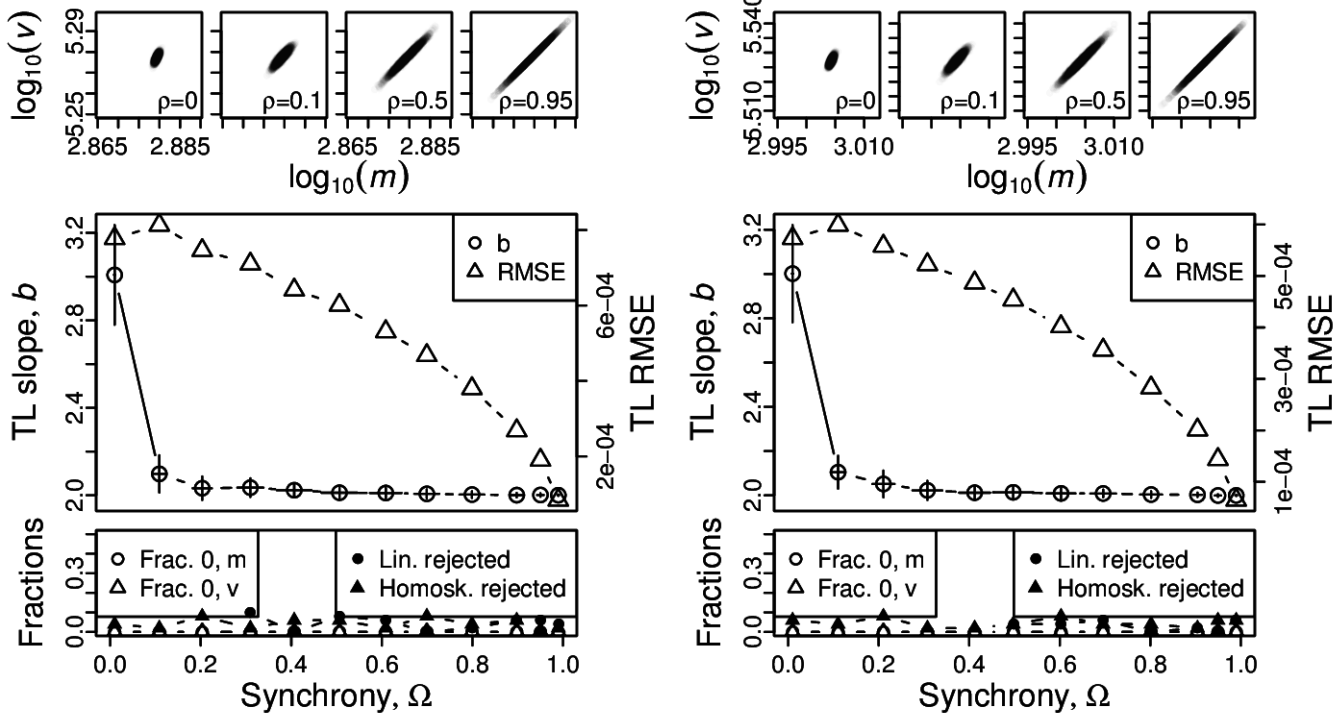 log10(v)
5.29
5.25
ρ=0
ρ=0.1
ρ=0.5
ρ=0.95
2.865
2.885
2.865
2.885
log10(m)
TL slope, b
3.2
2.8
2.4
2.0
b
RMSE
6e−04
2e−04
TL RMSE
Fractions
0.3
0.0
Frac. 0, m
Frac. 0, v
Lin. rejected
Homosk. rejected
0.0
0.2
0.4
0.6
0.8
1.0
Synchrony, Ω
log10(v)
5.540
5.510
ρ=0
ρ=0.1
ρ=0.5
ρ=0.95
2.995
3.010
2.995
3.010
log10(m)
TL slope, b
3.2
2.8
2.4
2.0
b
RMSE
5e−04
3e−04
1e−04
TL RMSE
Fractions
0.3
0.0
Frac. 0, m
Frac. 0, v
Lin. rejected
Homosk. rejected
0.0
0.2
0.4
0.6
0.8
1.0
Synchrony, Ω